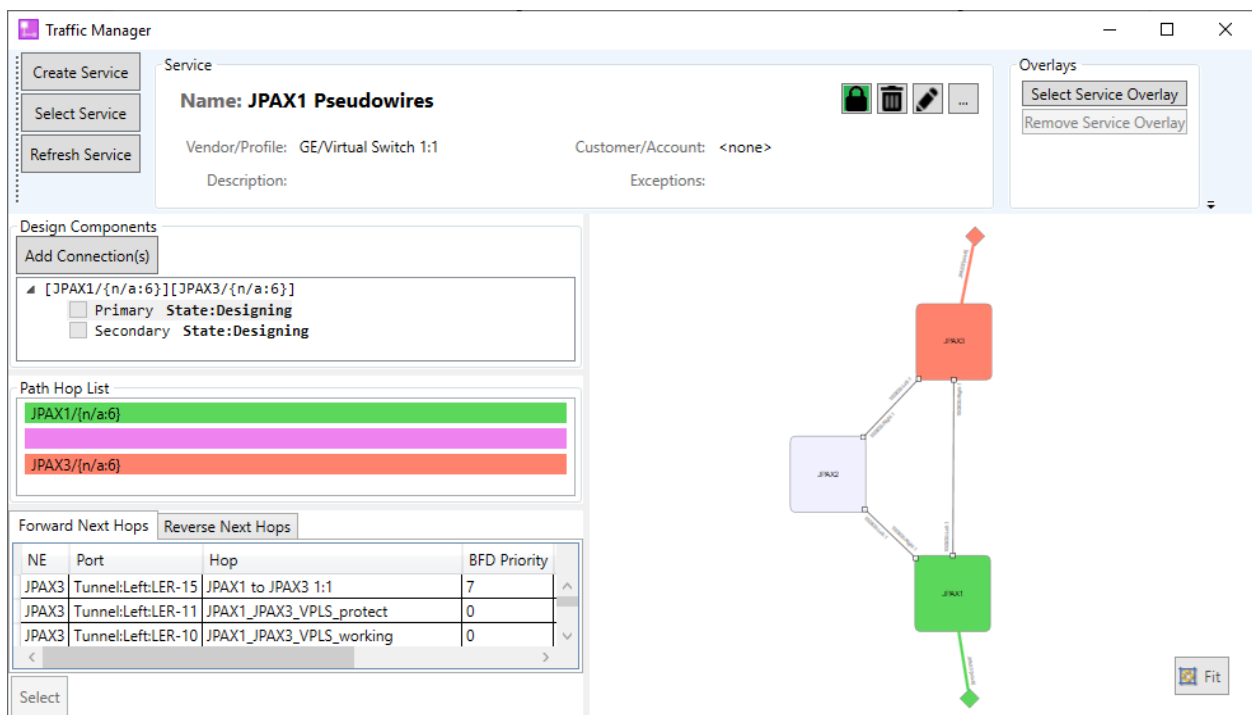 Traffic Manager
Create Service
Select Service
Refresh Service
Service
Name: JPAX1 Pseudowires
...
Vendor/Profile: GE/Virtual Switch 1:1
Customer/Account: <none>
Description:
Exceptions:
Overlays
Select Service Overlay
Remove Service Overlay
Design Components
Add Connection(s)
[JPAX1/{n/a:6}][JPAX3/{n/a:6}]
Primary State:Designing
Secondary State:Designing
Path Hop List
JPAX1/{n/a:6}
JPAX3/{n/a:6}
Forward Next Hops
Reverse Next Hops
NE Port Hop BFD Priority
JPAX3 Tunnel:Left:LER-15 JPAX1 to JPAX3 1:1 7
JPAX3 Tunnel:Left:LER-11 JPAX1_JPAX3_VPLS_protect 0
JPAX3 Tunnel:Left:LER-10 JPAX1_JPAX3_VPLS_working 0
Select
JPAX3
JPAX2
JPAX1
Fit